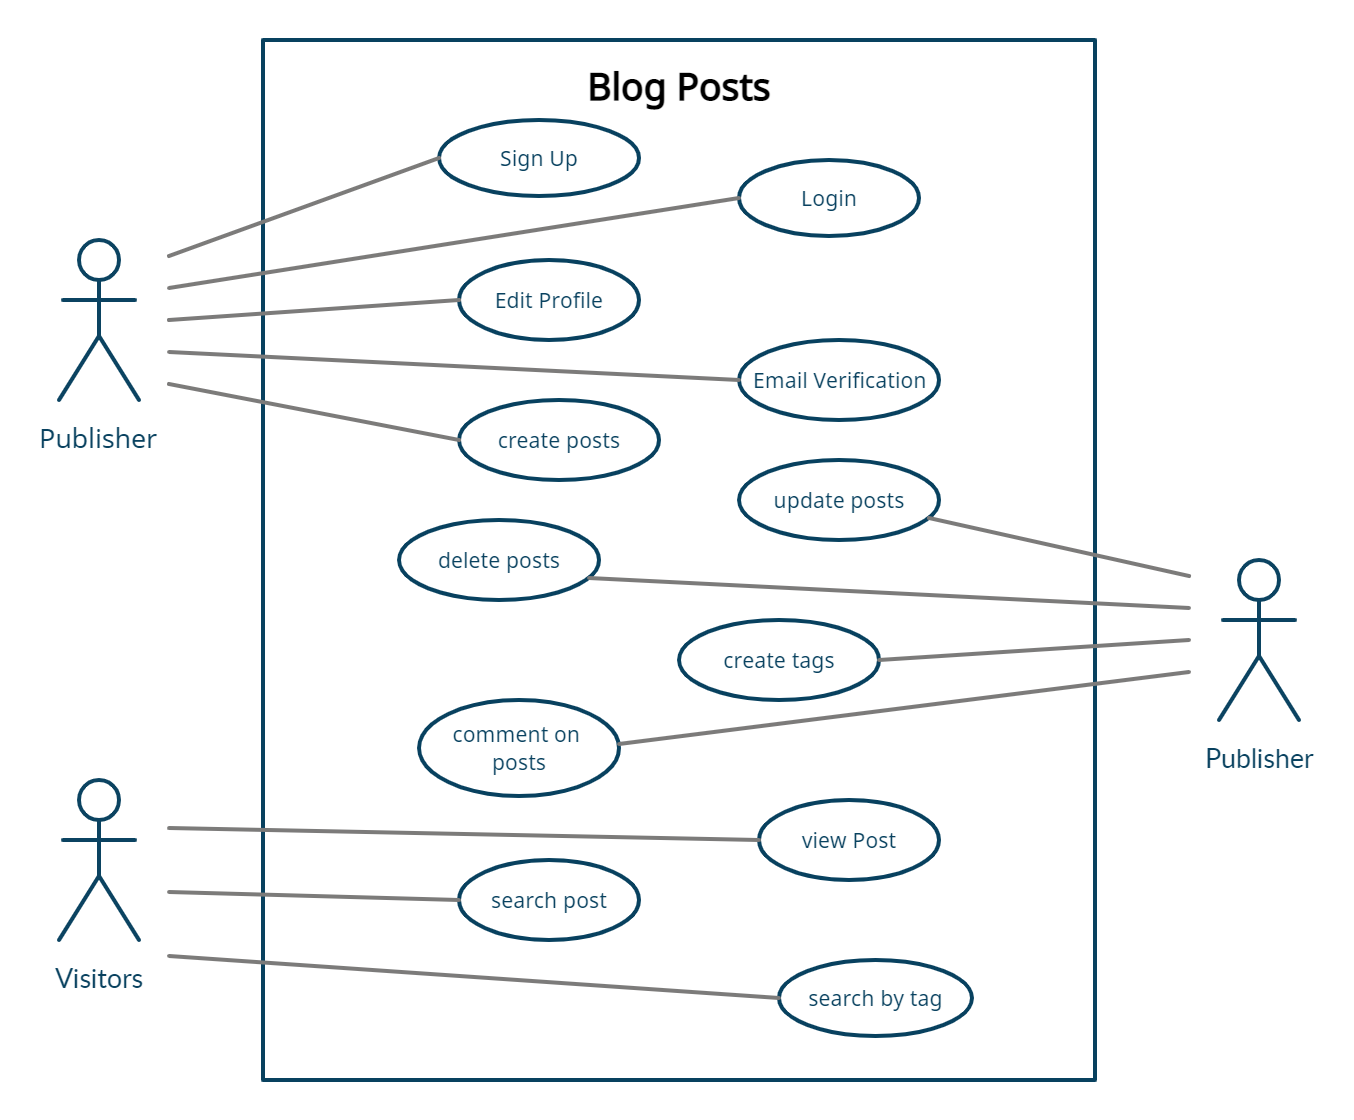 Blog Posts
Sign Up
Login
Edit Profile
Email Verification
Publisher
create posts
update posts
delete posts
create tags
comment on
posts
Publisher
view Post
search post
Visitors
search by tag